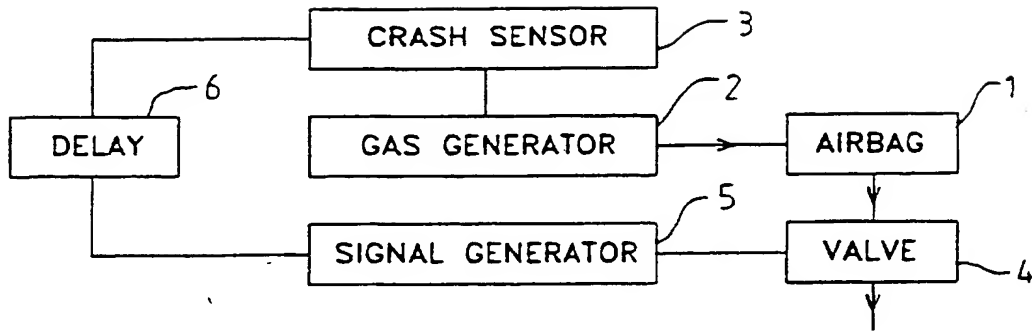 CRASH SENSOR 3
6 2 1
DELAY GAS GENERATOR AIRBAG
5
SIGNAL GENERATOR VALVE
4